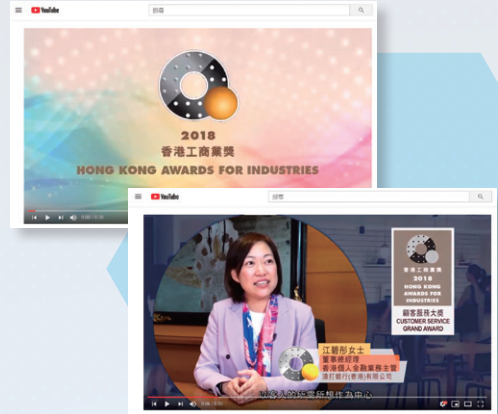 YouTube
搜尋
2018
香港工商業獎
HONG KONG AWARDS FOR INDUSTRIES
YouTube
搜尋
香港工商業獎
2018
HONG KONG
AWARDS FOR
INDUSTRIES
顧客服務大獎
CUSTOMER SERVICE
GRAND AWARD
江碧彤女士
董事總經理
香港個人金融業務主管
渣打銀行(香港)有限公司
以客人的所需所想作為中心